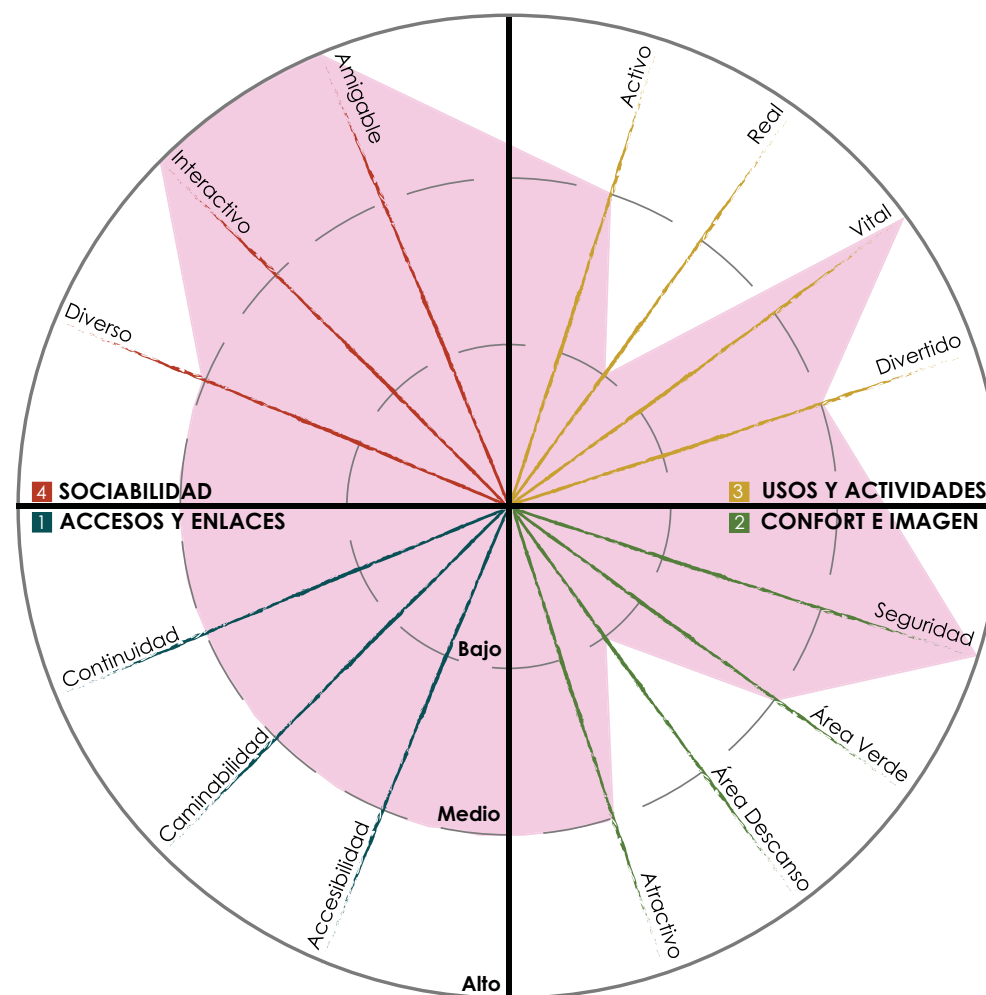 Amigable
Activo
Real
Interactivo
Vital
Diverso
Divertido
4 SOCIABILIDAD
3 USOS Y ACTIVIDADES
1 ACCESOS Y ENLACES
2 CONFORT E IMAGEN
Seguridad
Continuidad
Bajo
Área Verde
Caminabilidad
Área Descanso
Medio
Accesibilidad
Atractivo
Alto